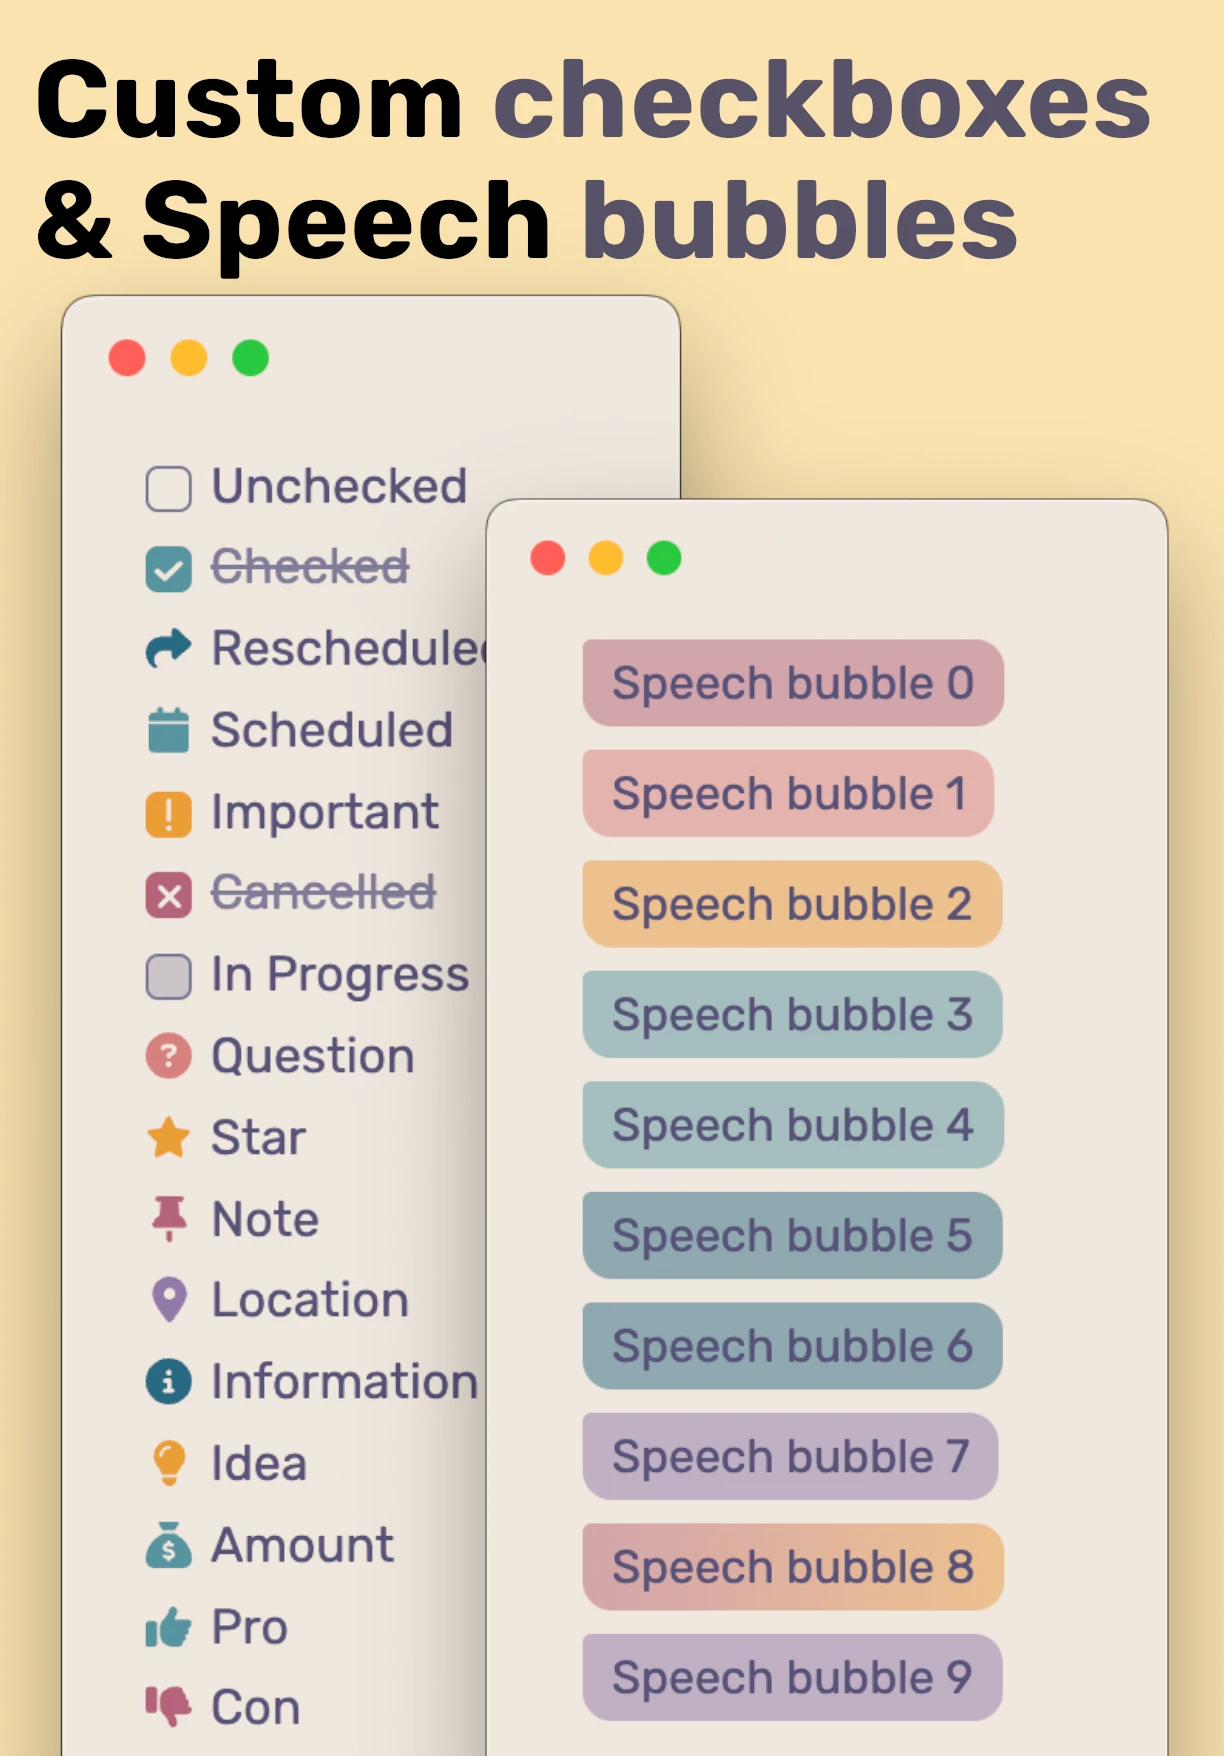 Custom checkboxes
& Speech bubbles
Unchecked
Checked
Scheduled
Important
Cancelled
In Progress
Question
Star
Note
Location
Information
Idea
Amount
Pro
Con
Speech bubble 0
Speech bubble 1
Speech bubble 2
Speech bubble 3
Speech bubble 4
Speech bubble 5
Speech bubble 6
Speech bubble 7
Speech bubble 8
Speech bubble 9